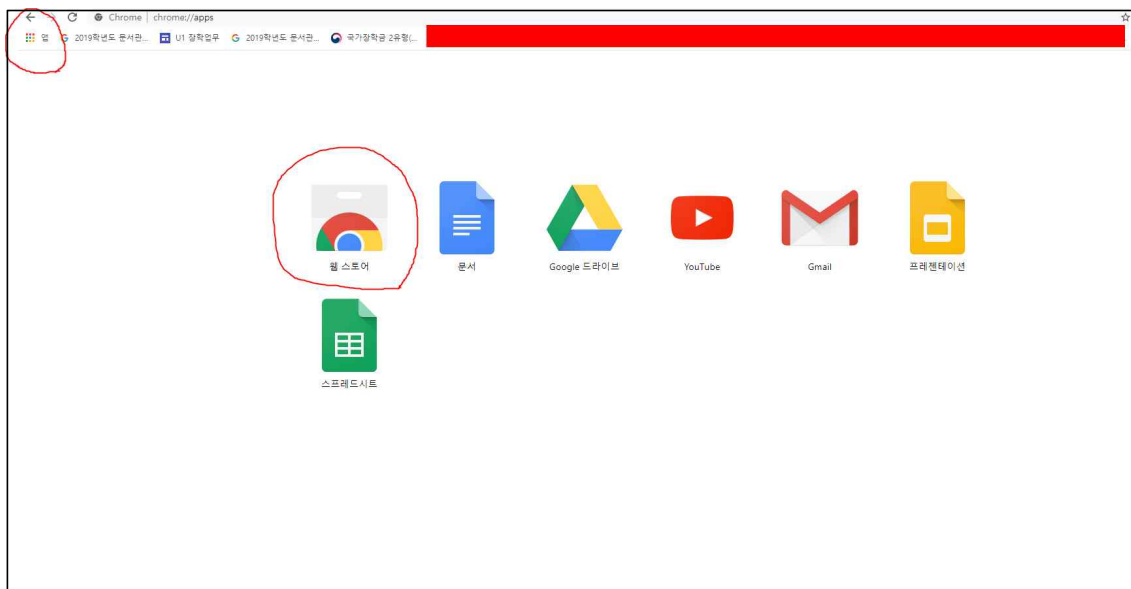 Chrome | chrome://apps
앱 2019학년도 문서관... U1 장학업무 2019학년도 문서관... 국가장학금 2유형(...
웹 스토어 문서 Google 드라이브 YouTube Gmail 프레젠테이션
스프레드시트